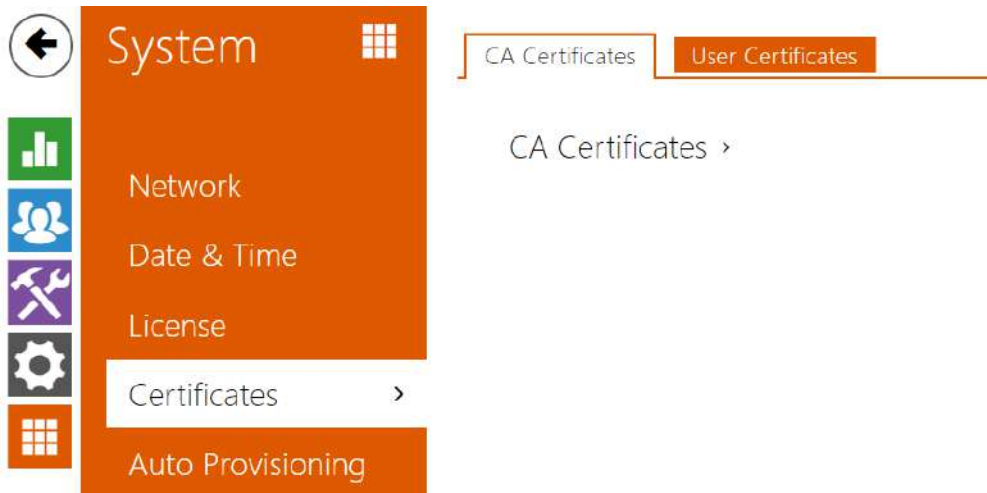 System
CA Certificates
User Certificates
CA Certificates ›
Network
Date & Time
License
Certificates ›
Auto Provisioning